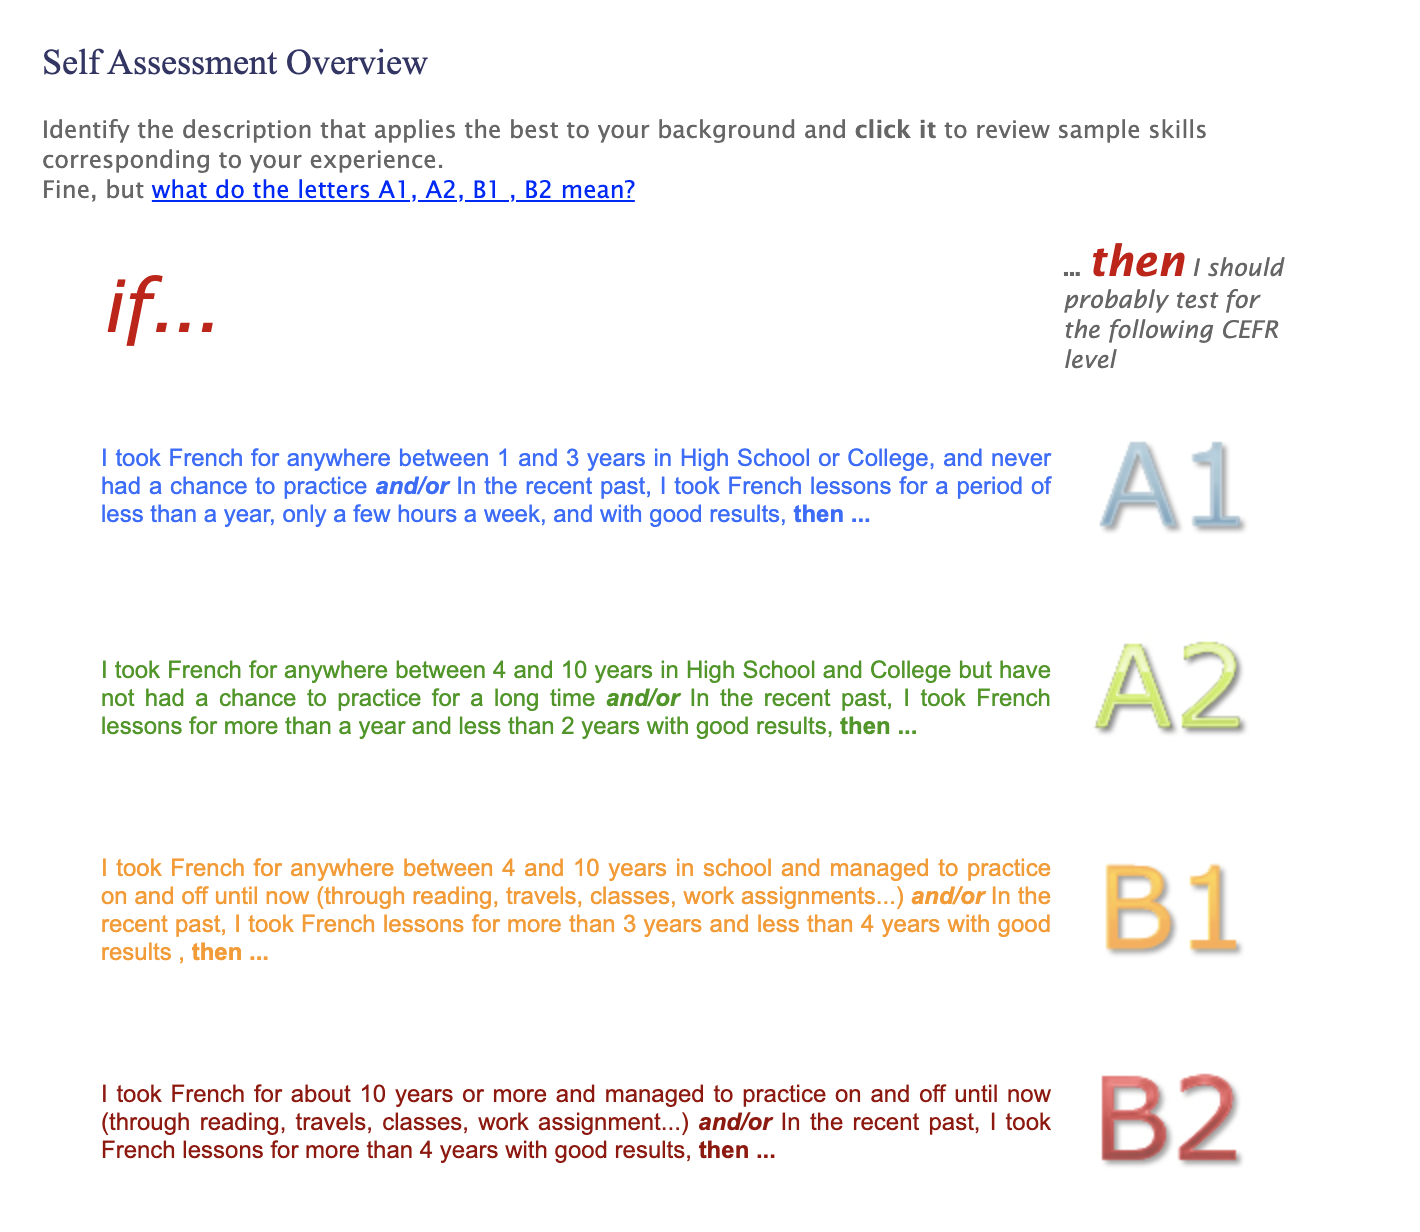 Self Assessment Overview
Identify the description that applies the best to your background and click it to review sample skills
corresponding to your experience.
Fine, but what do the letters A1, A2, B1 , B2 mean?
if...
... then I should
probably test for
the following CEFR
level
I took French for anywhere between 1 and 3 years in High School or College, and never
had a chance to practice and/or In the recent past, I took French lessons for a period of
less than a year, only a few hours a week, and with good results, then ...
A1
I took French for anywhere between 4 and 10 years in High School and College but have
not had a chance to practice for a long time and/or In the recent past, I took French
lessons for more than a year and less than 2 years with good results, then ...
A2
I took French for anywhere between 4 and 10 years in school and managed to practice
on and off until now (through reading, travels, classes, work assignments...) and/or In the
recent past, I took French lessons for more than 3 years and less than 4 years with good
results , then ...
B1
I took French for about 10 years or more and managed to practice on and off until now
(through reading, travels, classes, work assignment...) and/or In the recent past, I took
French lessons for more than 4 years with good results, then ...
B2